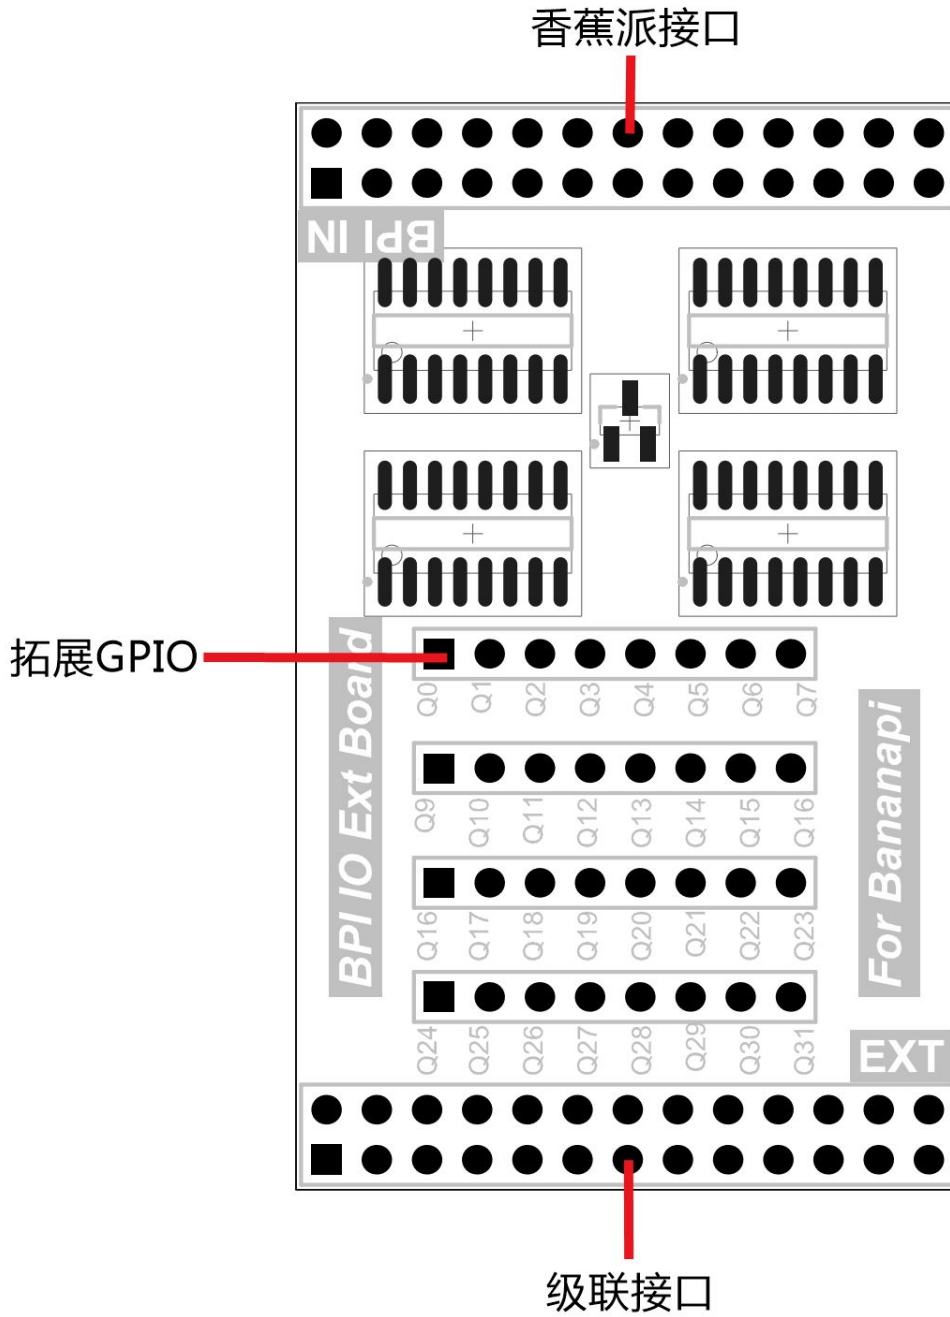 香蕉派接口
BPI IN
拓展GPIO
BPI IO Ext Board
Q0 Q1 Q2 Q3 Q4 Q5 Q6 Q7
Q9 Q10 Q11 Q12 Q13 Q14 Q15 Q16
Q16 Q17 Q18 Q19 Q20 Q21 Q22 Q23
Q24 Q25 Q26 Q27 Q28 Q29 Q30 Q31
For Bananapi
EXT
级联接口